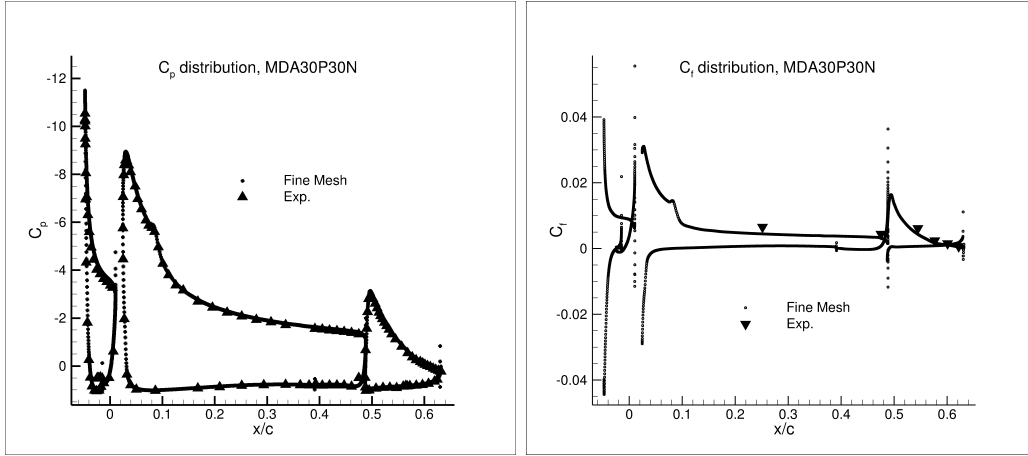 C_p distribution, MDA30P30N
-12
-10
-8
-6
-4
-2
0
C_p
Fine Mesh
Exp.
0 0.1 0.2 0.3 0.4 0.5 0.6
x/c
C_f distribution, MDA30P30N
0.04
0.02
0
-0.02
-0.04
C_f
Fine Mesh
Exp.
0 0.1 0.2 0.3 0.4 0.5 0.6
x/c